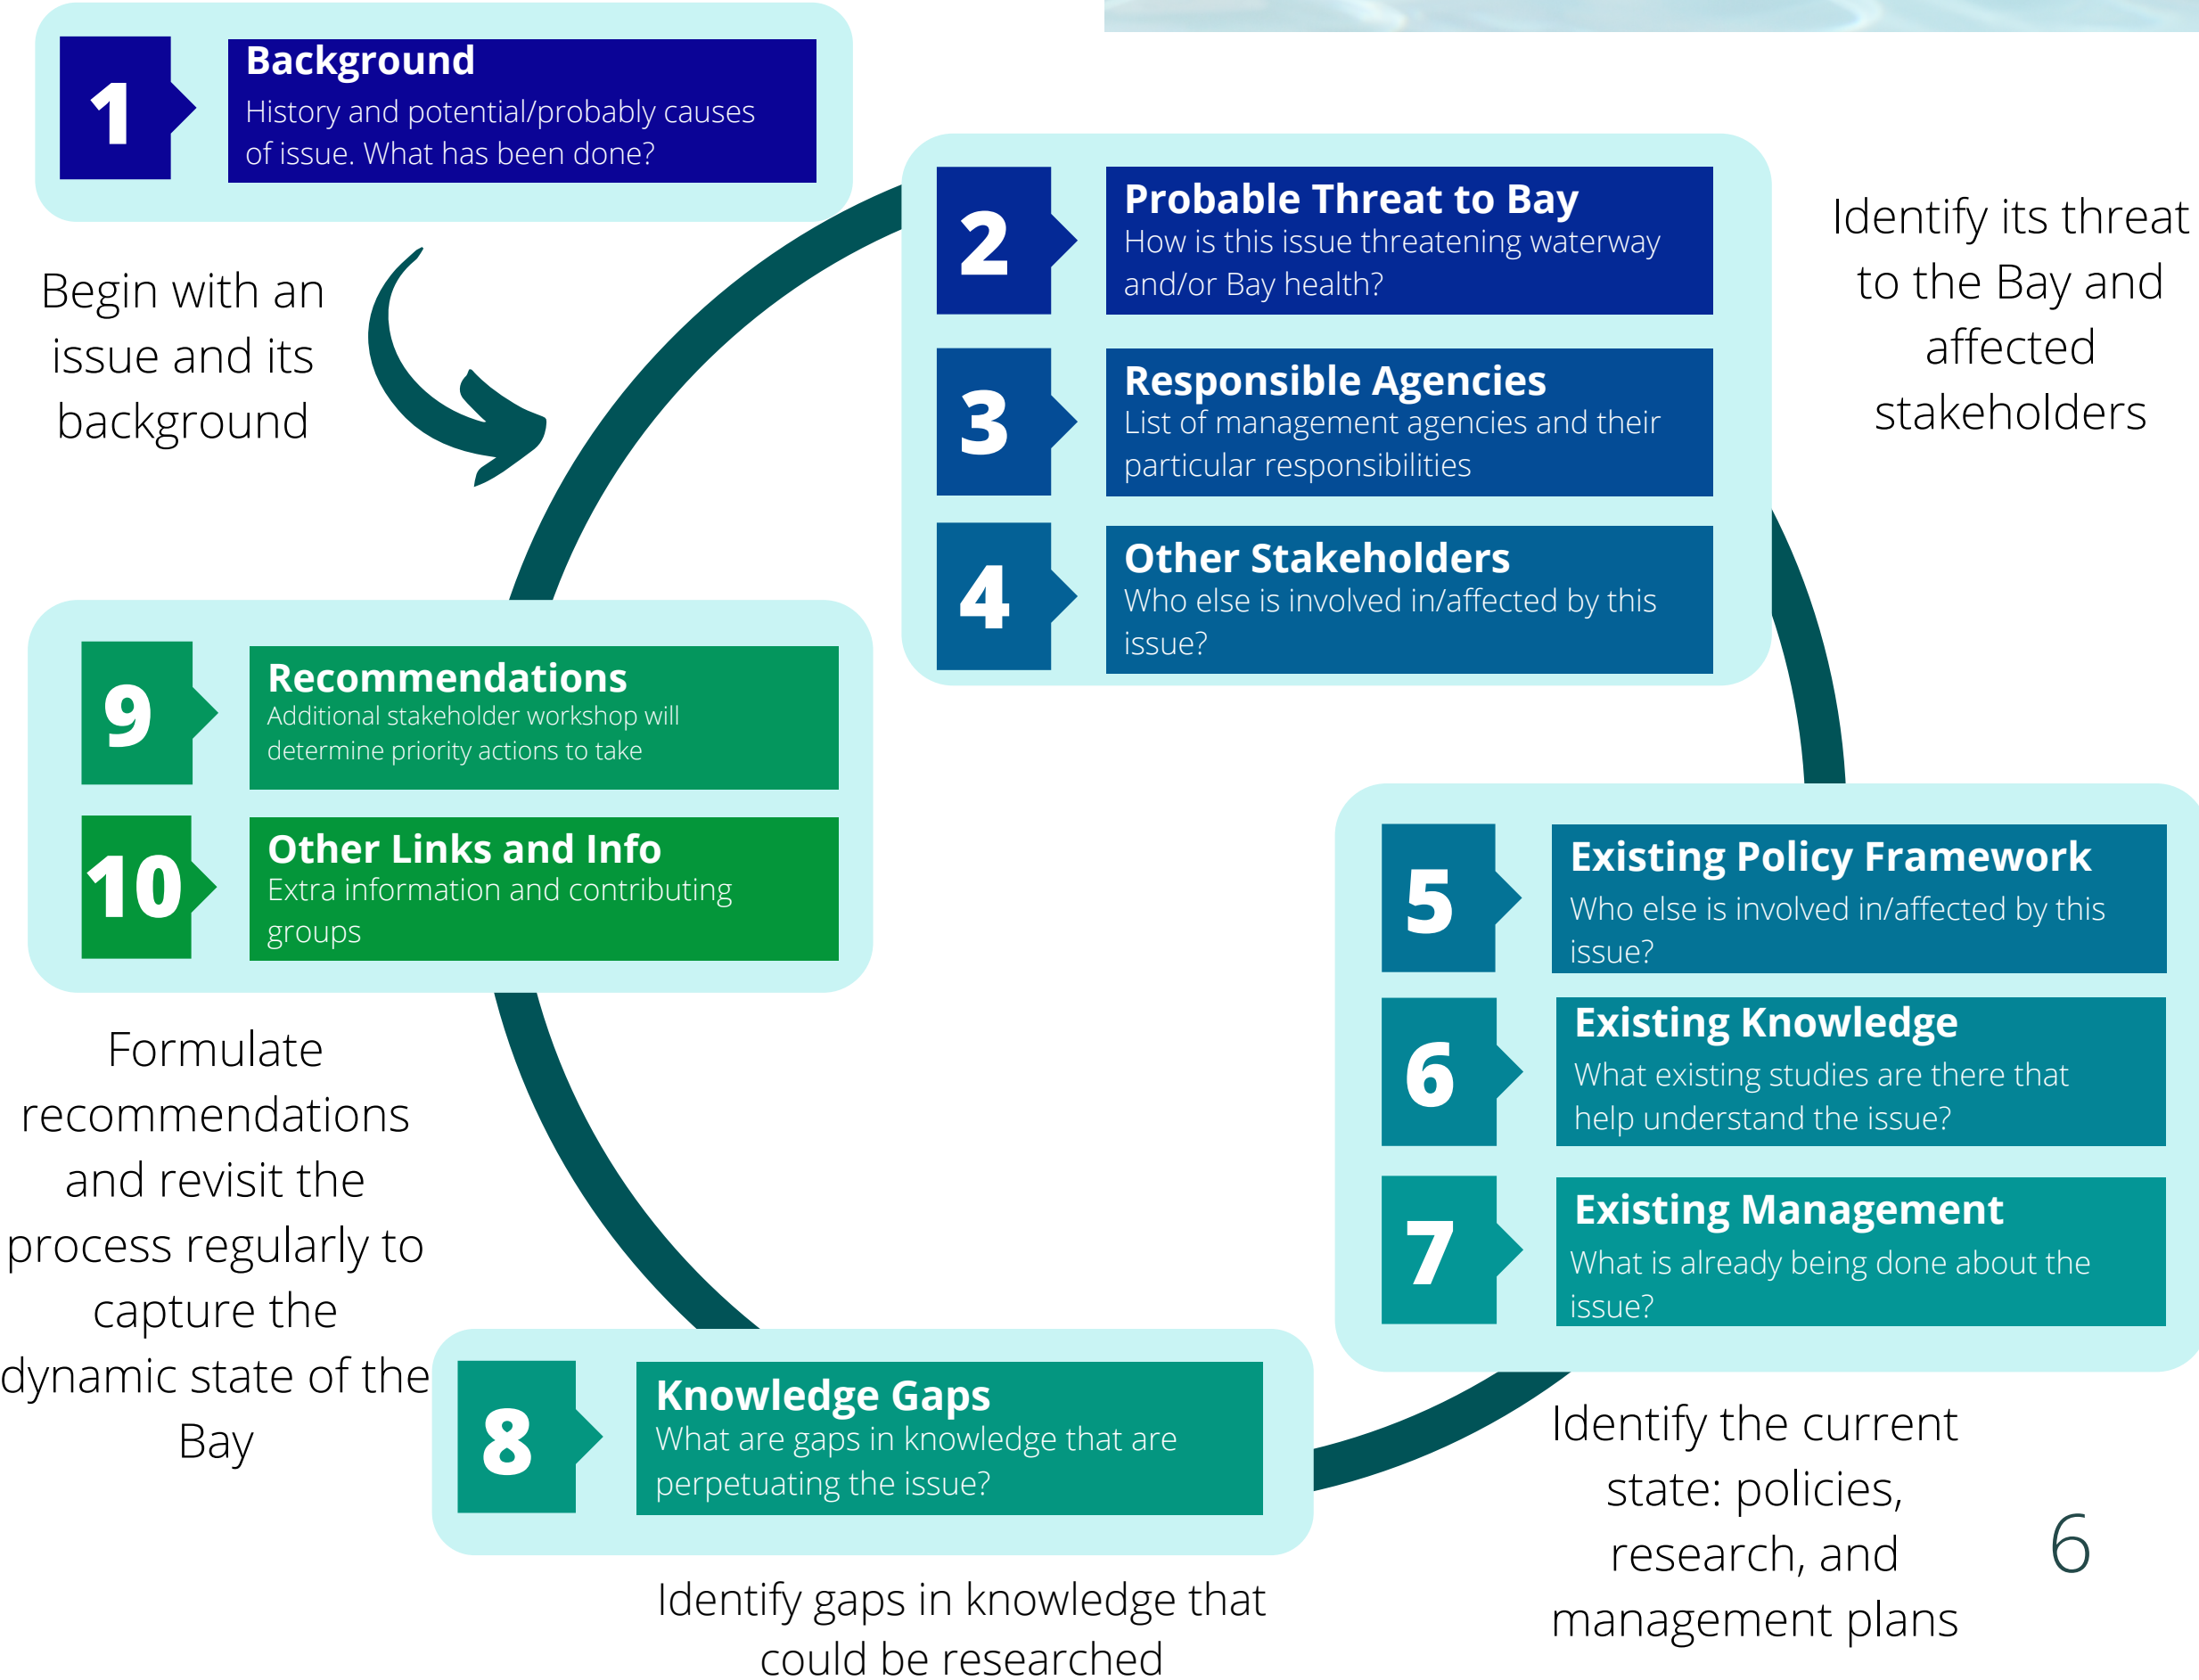 1
Background
History and potential/probably causes
of issue. What has been done?
Begin with an
issue and its
background
2
Probable Threat to Bay
How is this issue threatening waterway
and/or Bay health?
3
Responsible Agencies
List of management agencies and their
particular responsibilities
4
Other Stakeholders
Who else is involved in/affected by this
issue?
Identify its threat
to the Bay and
affected
stakeholders
5
Existing Policy Framework
Who else is involved in/affected by this
issue?
6
Existing Knowledge
What existing studies are there that
help understand the issue?
7
Existing Management
What is already being done about the
issue?
Identify the current
state: policies,
research, and
management plans
8
Knowledge Gaps
What are gaps in knowledge that are
perpetuating the issue?
Identify gaps in knowledge that
could be researched
9
Recommendations
Additional stakeholder workshop will
determine priority actions to take
10
Other Links and Info
Extra information and contributing
groups
Formulate
recommendations
and revisit the
process regularly to
capture the
dynamic state of the
Bay
6